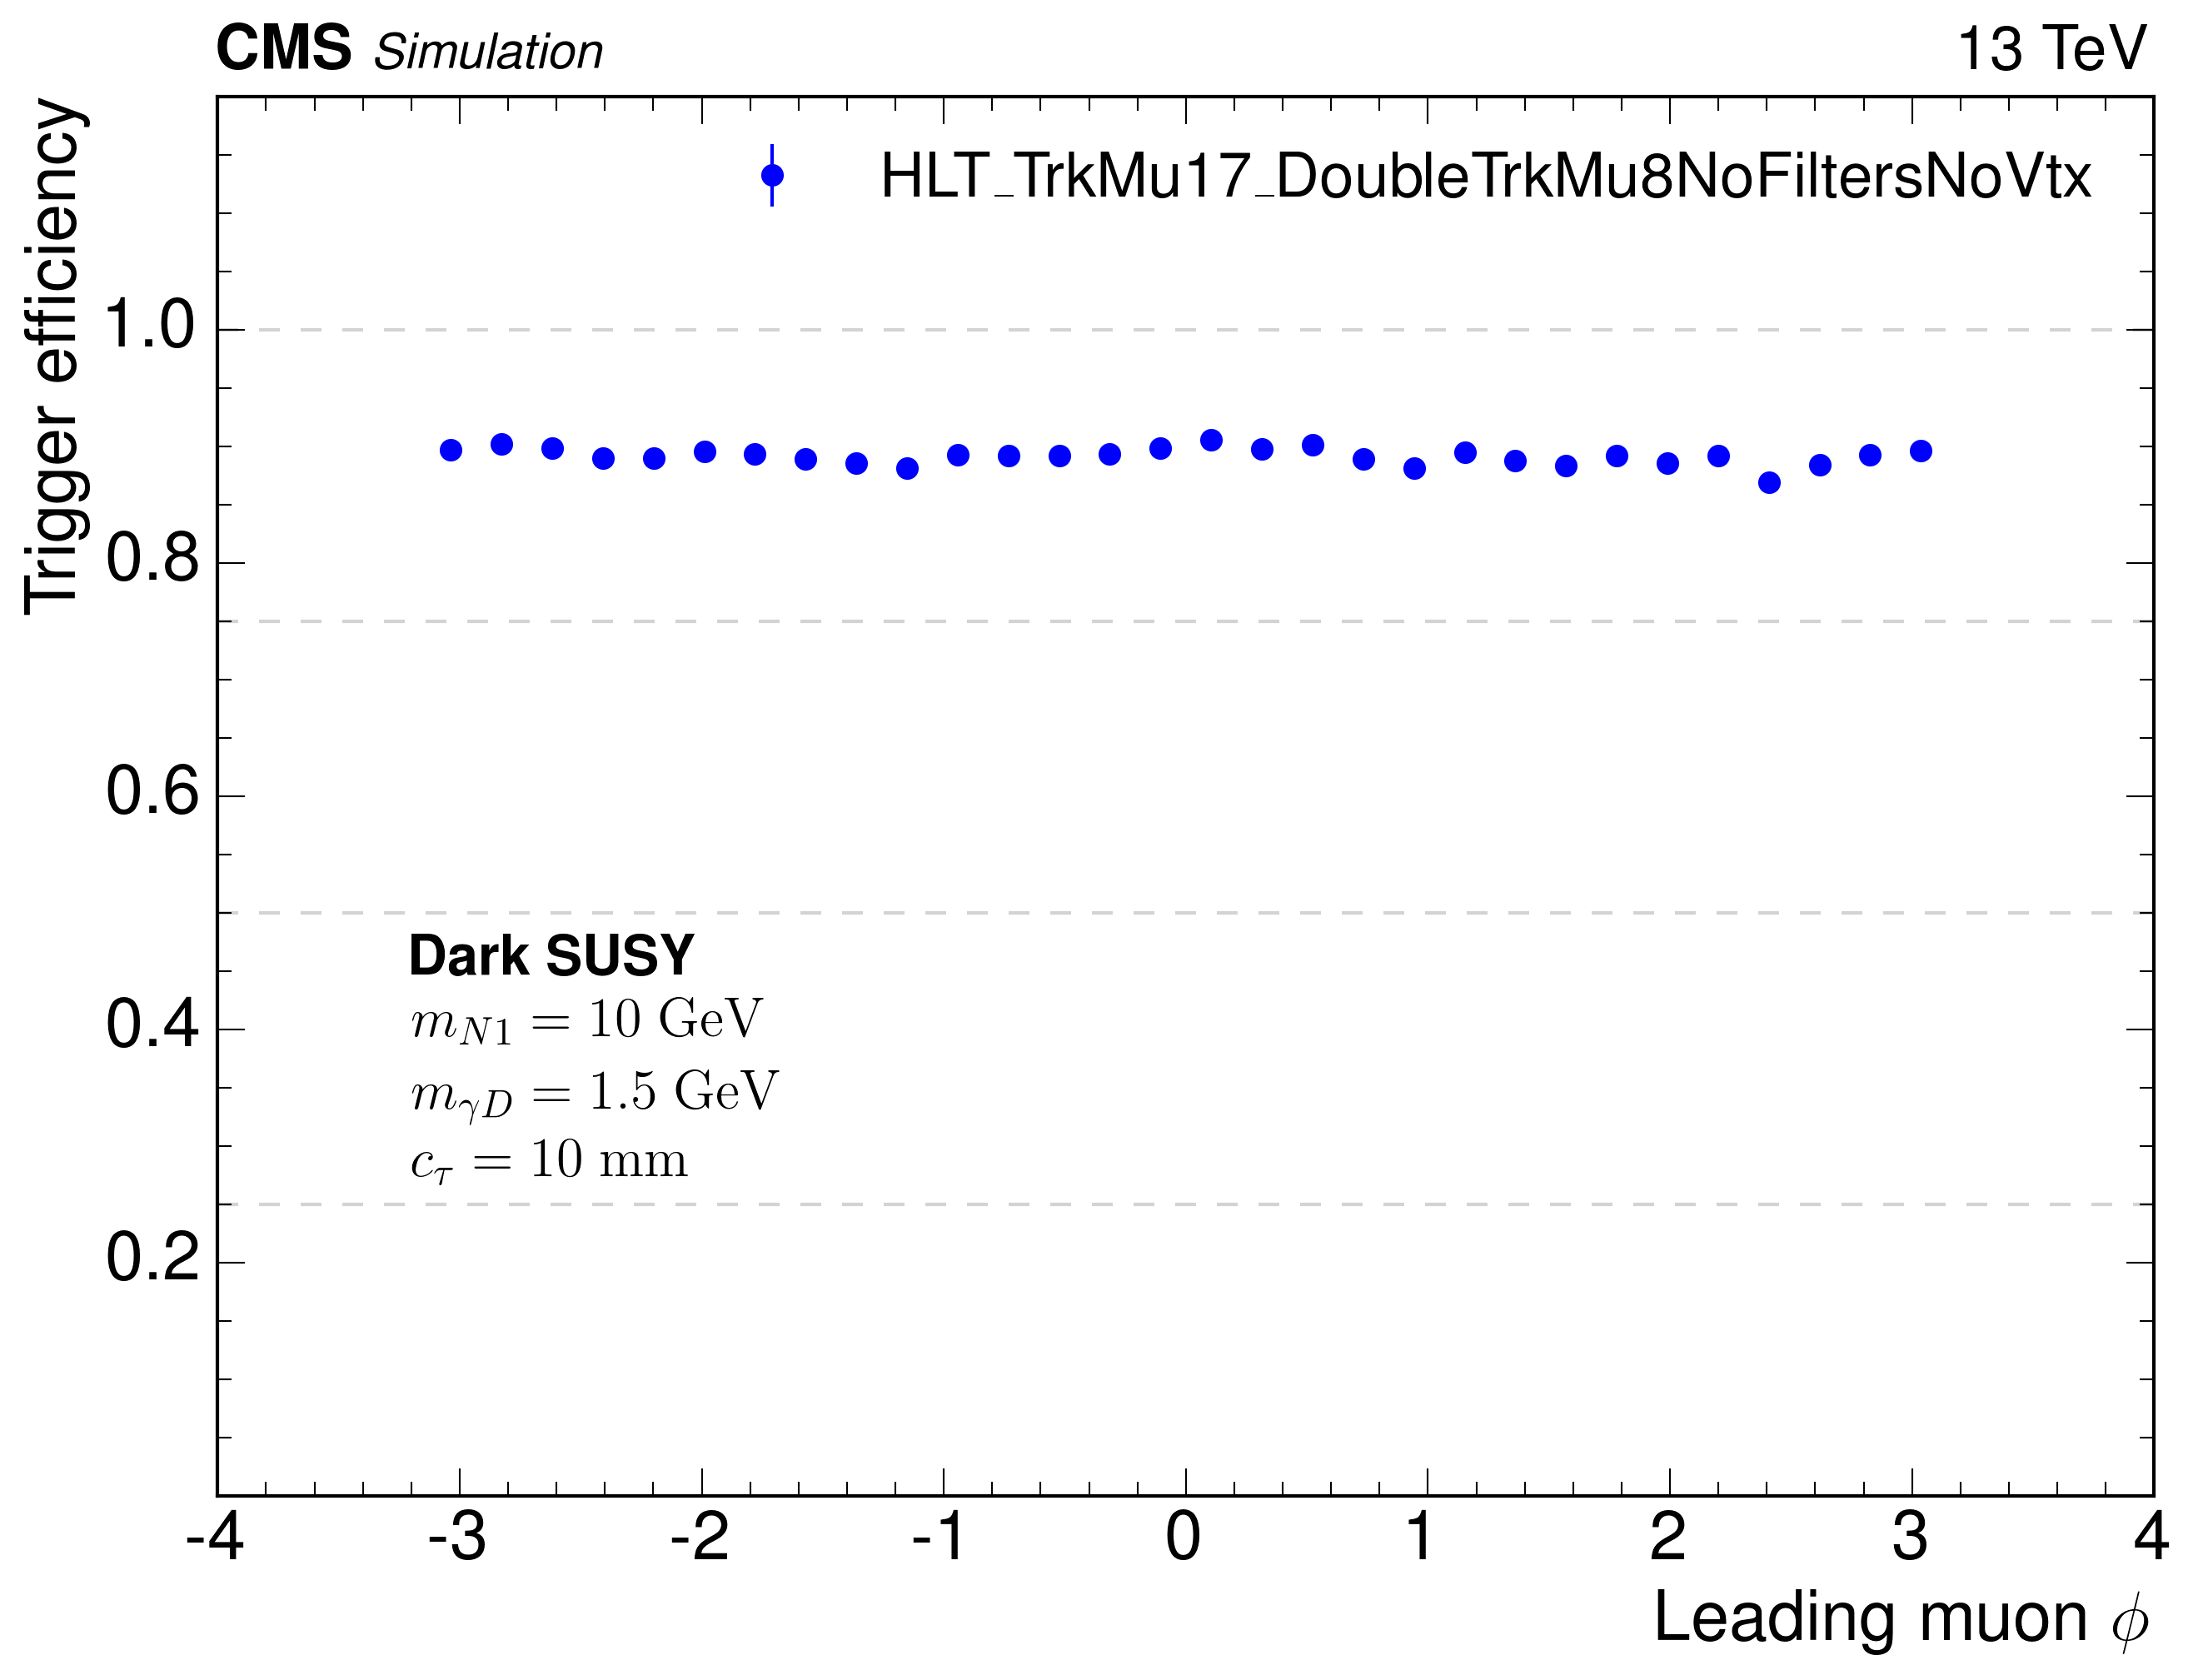 CMS Simulation 13 TeV
HLT_TrkMu17_DoubleTrkMu8NoFiltersNoVtx
Trigger efficiency
1.0
0.8
0.6
0.4
0.2
Dark SUSY
m_{N1} = 10 GeV
m_{γD} = 1.5 GeV
c_τ = 10 mm
-4 -3 -2 -1 0 1 2 3 4
Leading muon ϕ